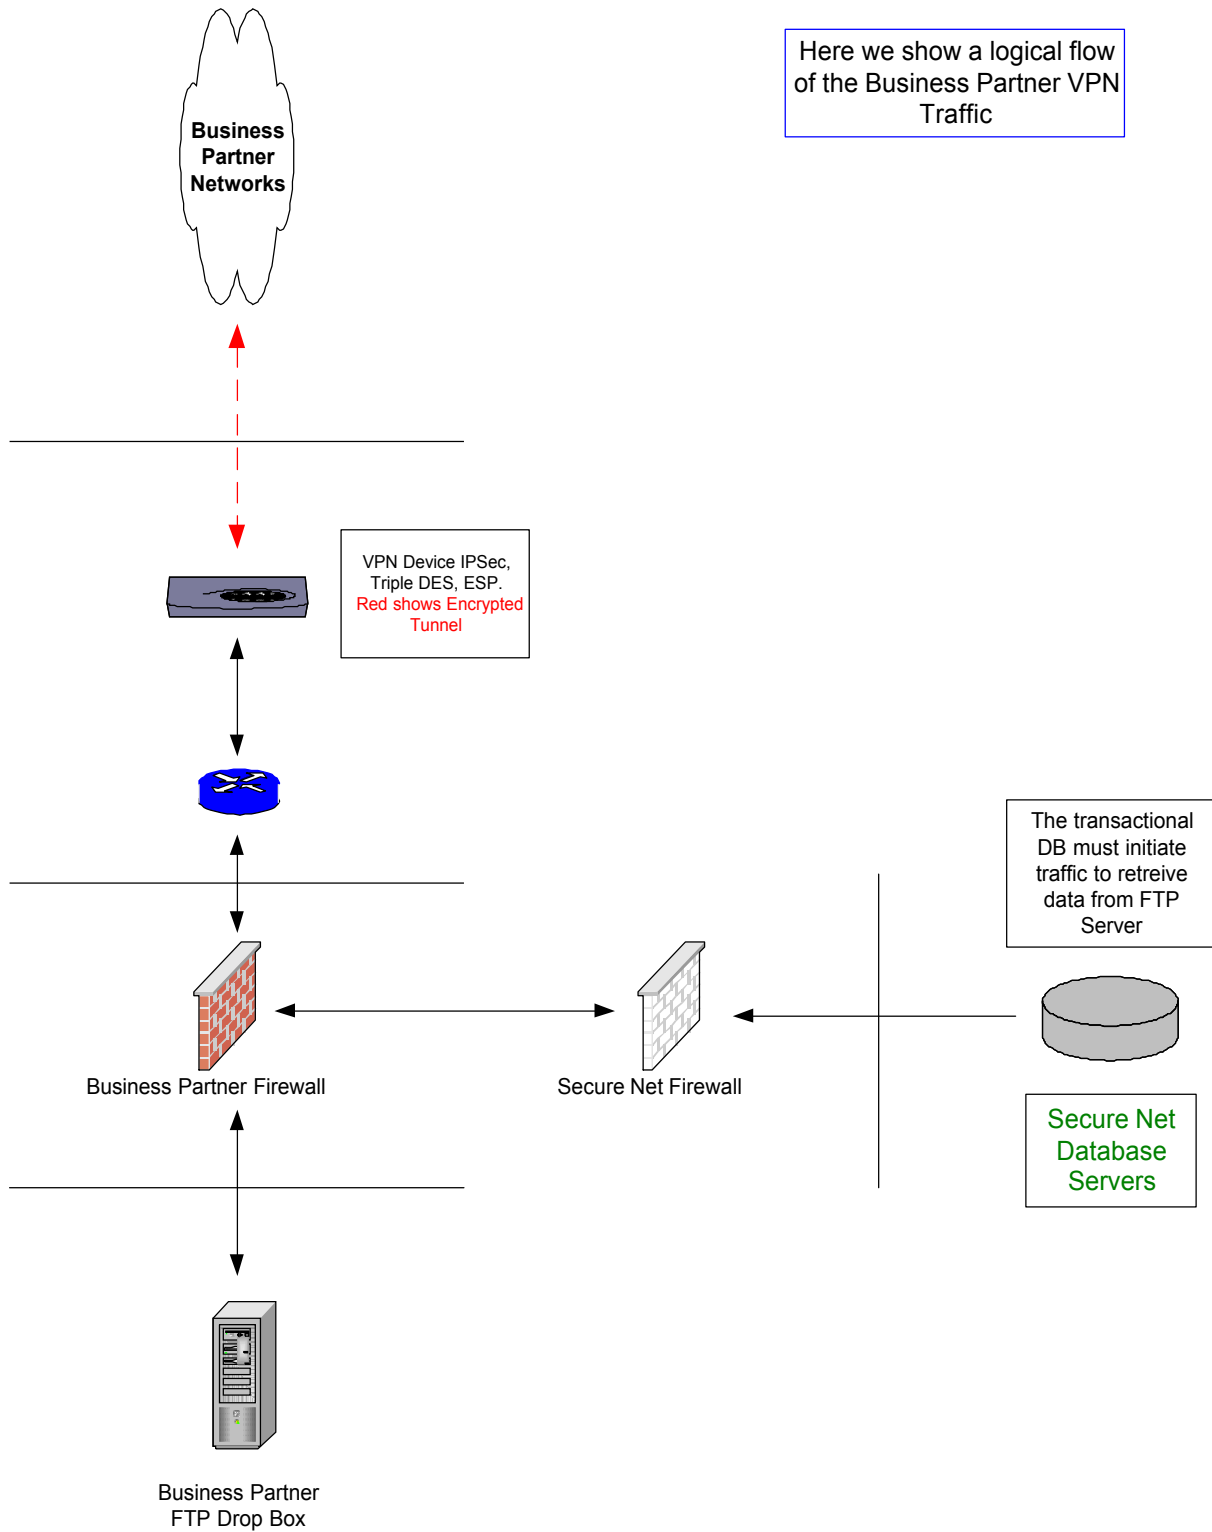 Here we show a logical flow
of the Business Partner VPN
Traffic
Business
Partner
Networks
VPN Device IPSec,
Triple DES, ESP.
Red shows Encrypted
Tunnel
The transactional
DB must initiate
traffic to retreive
data from FTP
Server
Business Partner Firewall
Secure Net Firewall
Secure Net
Database
Servers
Business Partner
FTP Drop Box